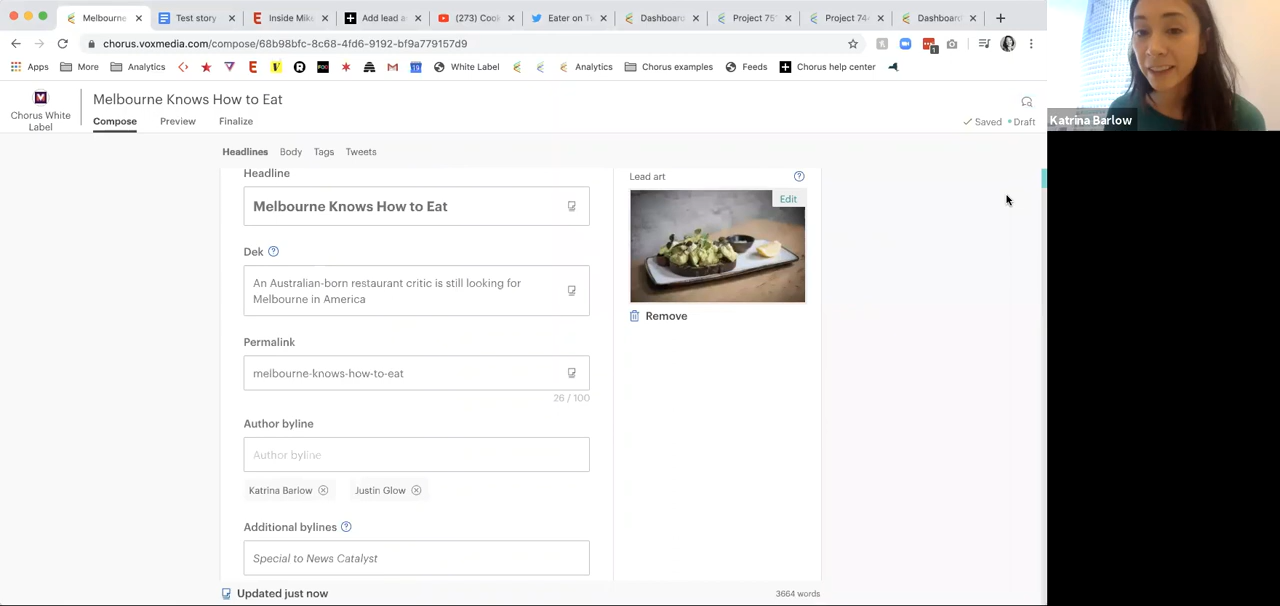 Melbourne
Test story
Inside Mike
Add lead a
(273) Cook
Eater on Tw
Dashboard
Project 75
Project 74
Dashboard
chorus.voxmedia.com/compose/68b98bfc-8c68-4fd6-9192-bf9a779157d9
1
Apps
More
Analytics
White Label
Analytics
Chorus examples
Feeds
Chorus help center
Chorus White
Label
Melbourne Knows How to Eat
Compose
Preview
Finalize
Saved
Draft
Katrina Barlow
Headlines
Body
Tags
Tweets
Headline
Melbourne Knows How to Eat
Dek
An Australian-born restaurant critic is still looking for
Melbourne in America
Permalink
melbourne-knows-how-to-eat
26 / 100
Author byline
Author byline
Katrina Barlow
Justin Glow
Additional bylines
Special to News Catalyst
Lead art
Edit
Remove
Updated just now
3664 words